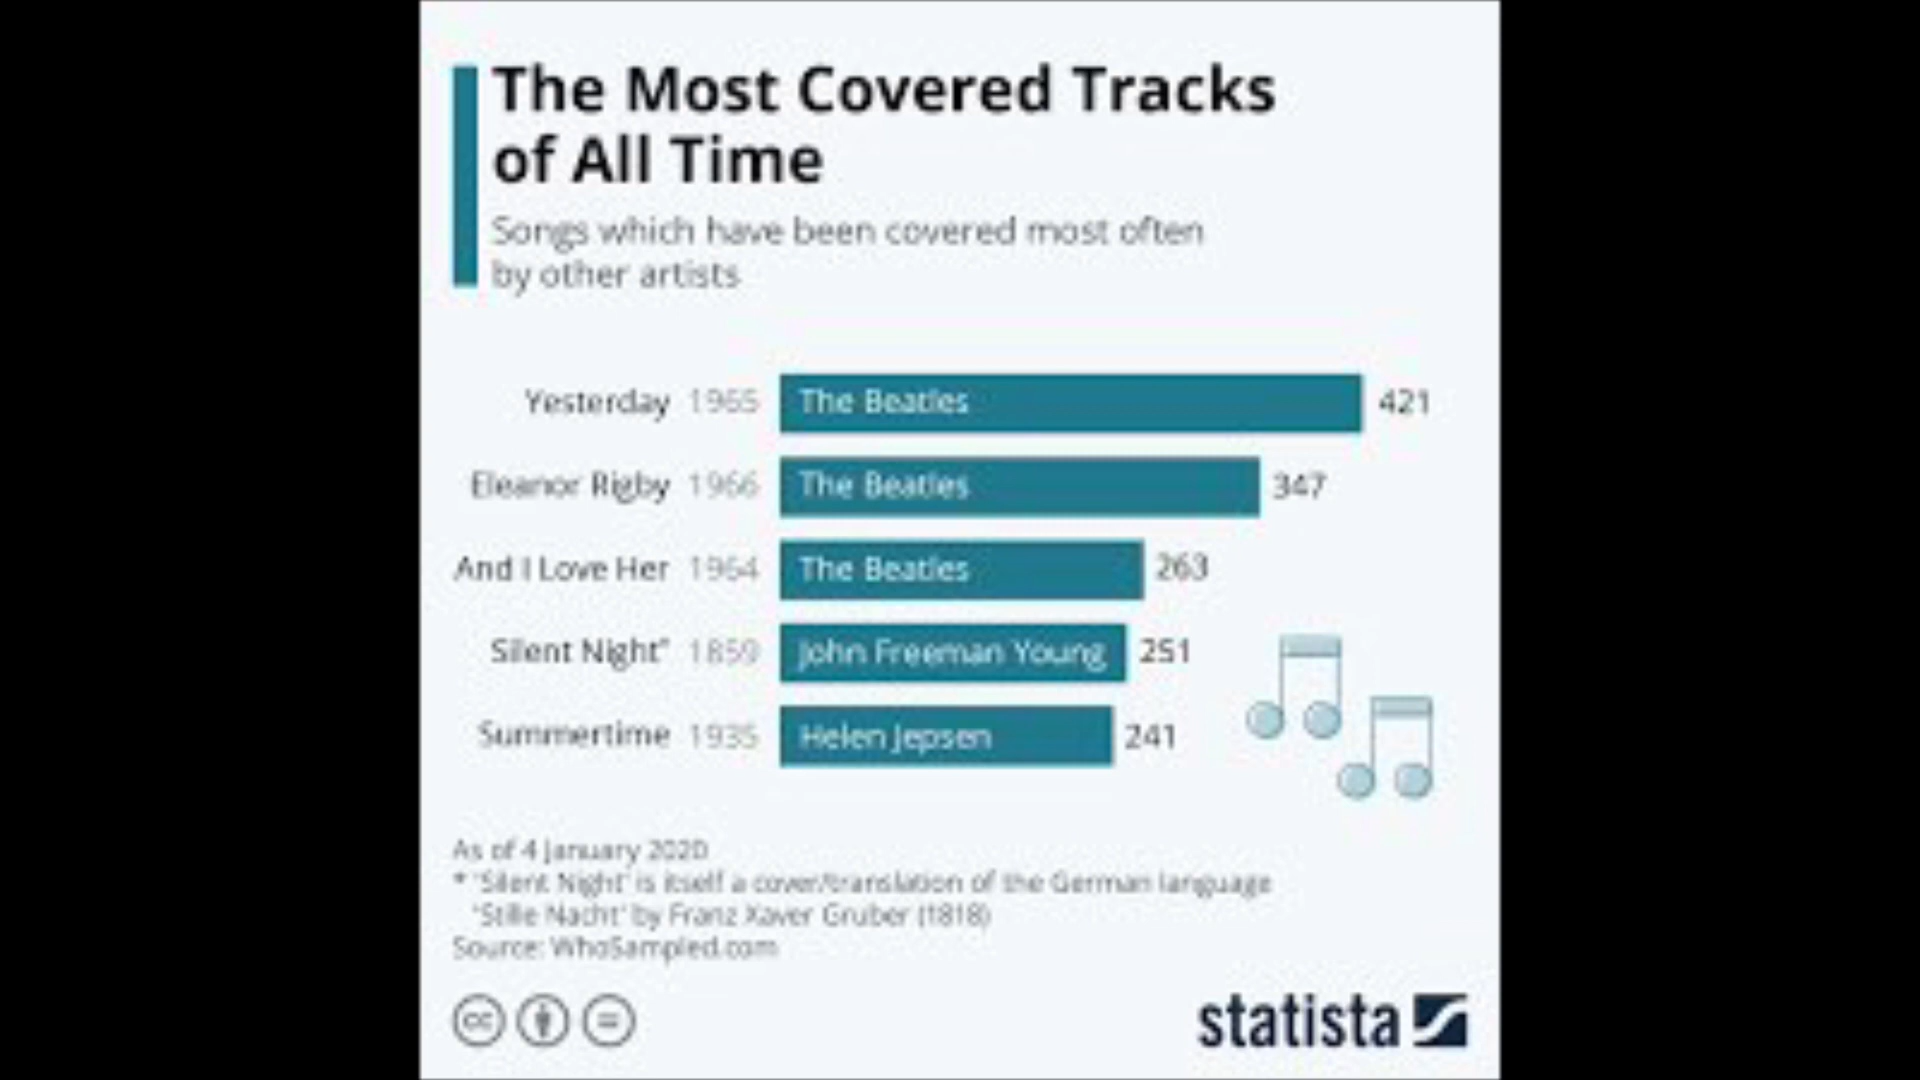 The Most Covered Tracks
of All Time
Songs which have been covered most often
by other artists
Yesterday 1965 The Beatles 421
Eleanor Rigby 1966 The Beatles 347
And I Love Her 1964 The Beatles 263
Silent Night* 1859 John Freeman Young 251
Summertime 1935 Helen Jepsen 241
As of 4 January 2020
* 'Silent Night' is itself a cover/translation of the German language
'Stille Nacht' by Franz Xaver Gruber (1818)
Source: WhoSampled.com
cc
statista